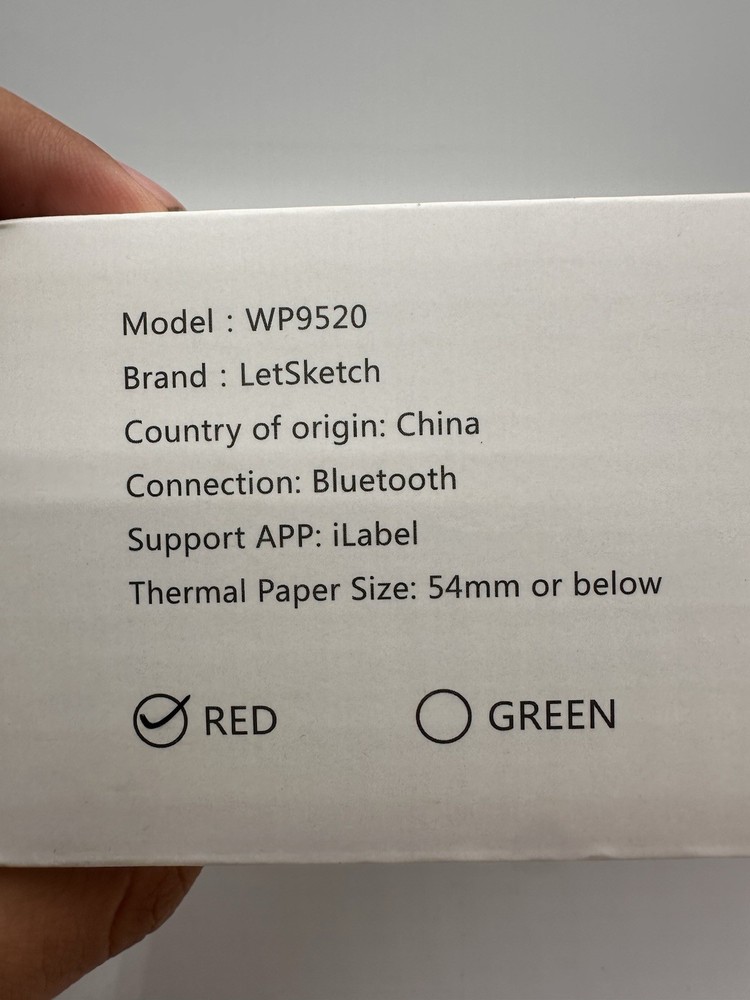 Model : WP9520
Brand : LetSketch
Country of origin: China
Connection: Bluetooth
Support APP: iLabel
Thermal Paper Size: 54mm or below
RED GREEN